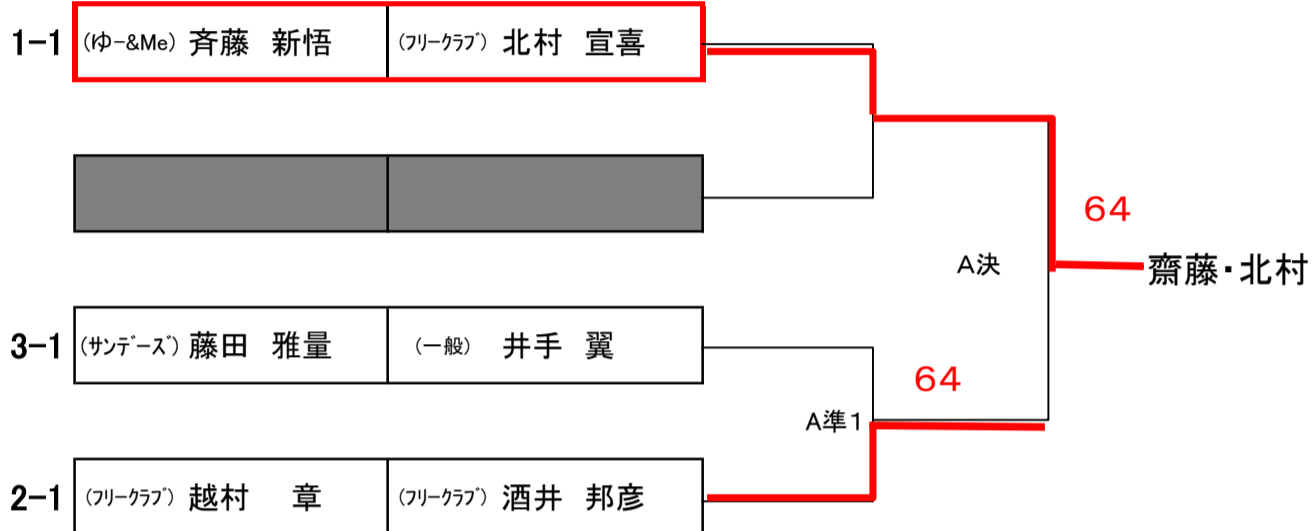 1-1 (ゆー&Me) 斉藤 新悟 (フリークラブ) 北村 宣喜
64
A決
齋藤・北村
3-1 (サンデーズ) 藤田 雅量 (一般) 井手 翼
64
A準1
2-1 (フリークラブ) 越村 章 (フリークラブ) 酒井 邦彦